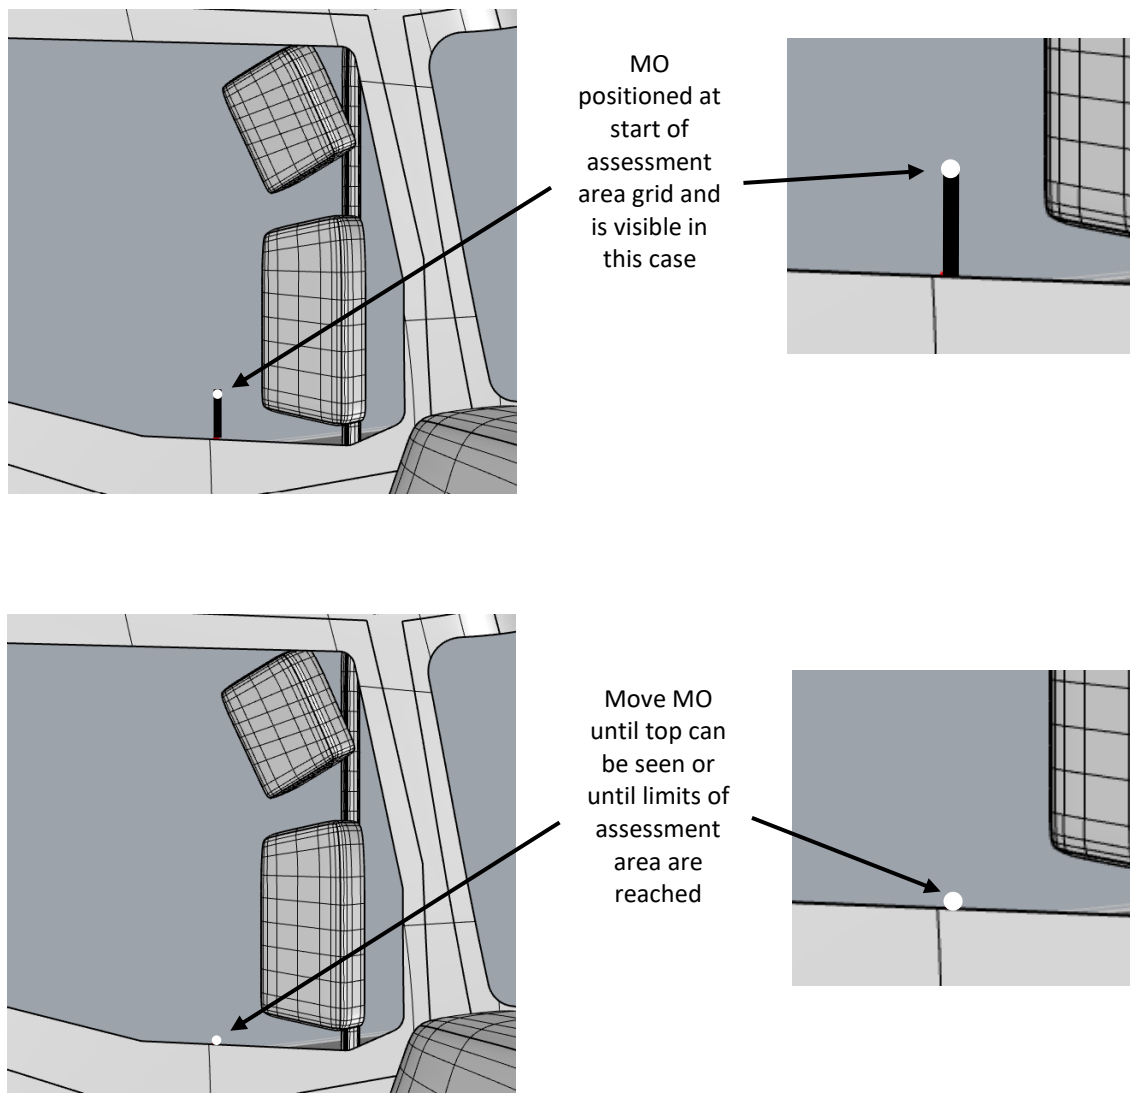 MO
positioned at
start of
assessment
area grid and
is visible in
this case
Move MO
until top can
be seen or
until limits of
assessment
area are
reached